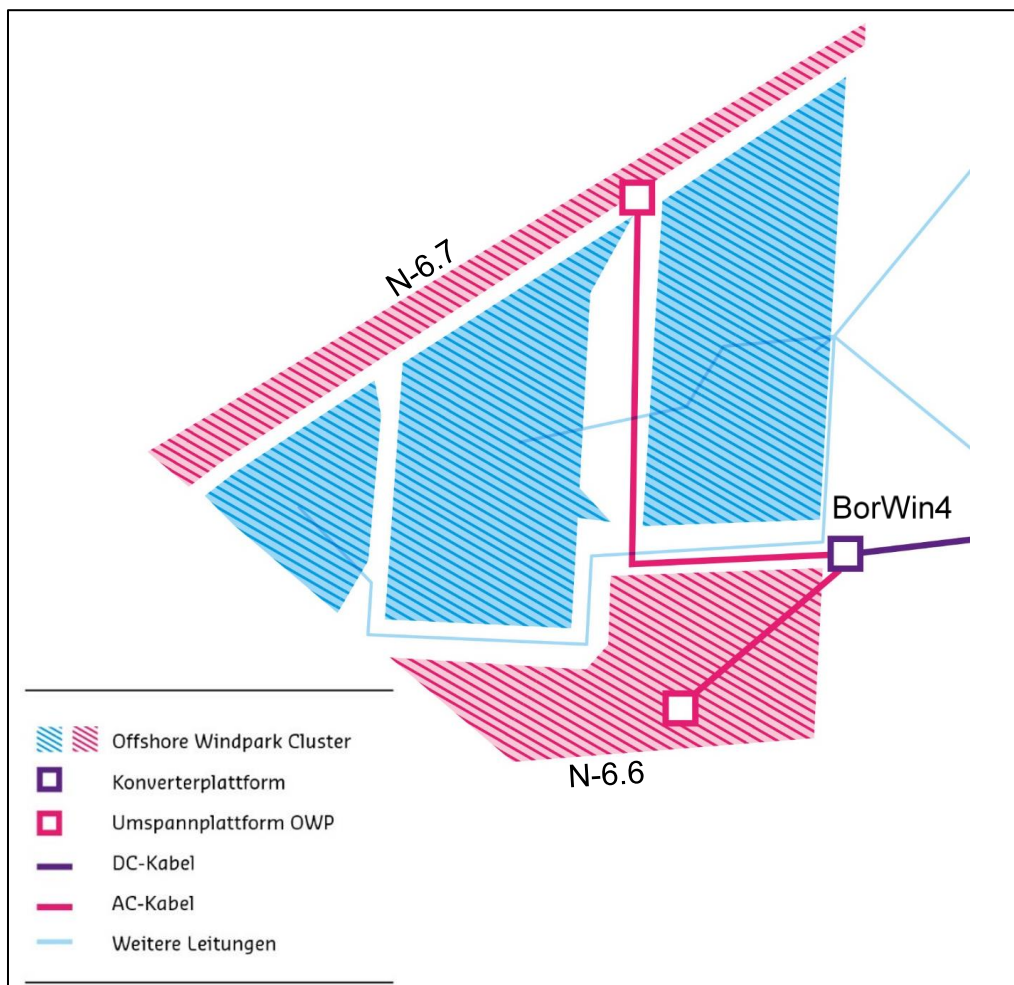 N-6.7
BorWin4
N-6.6
Offshore Windpark Cluster
Konverterplattform
Umspannplattform OWP
DC-Kabel
AC-Kabel
Weitere Leitungen